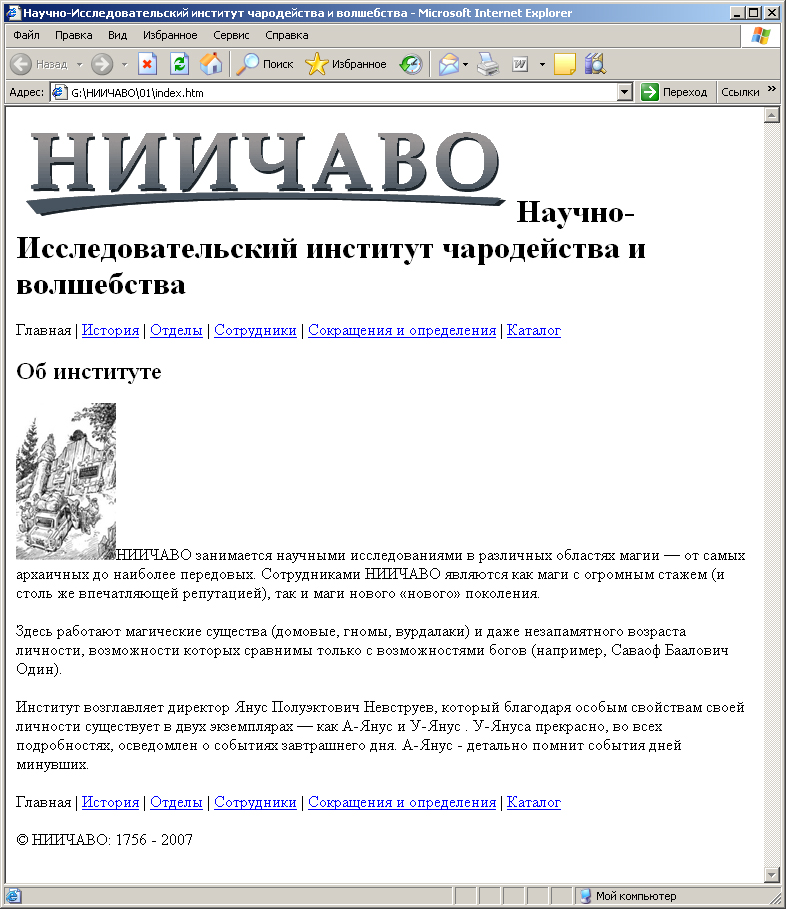 Научно-Исследовательский институт чародейства и волшебства - Microsoft Internet Explorer
Файл Правка Вид Избранное Сервис Справка
Назад Поиск Избранное
Адрес: G:\НИИЧАВО\01\index.htm Переход Ссылки »
НИИЧАВО Научно-
Исследовательский институт чародейства и
волшебства
Главная | История | Отделы | Сотрудники | Сокращения и определения | Каталог
Об институте
НИИЧАВО занимается научными исследованиями в различных областях магии — от самых
архаичных до наиболее передовых. Сотрудниками НИИЧАВО являются как маги с огромным стажем (и
столь же впечатляющей репутацией), так и маги нового «нового» поколения.
Здесь работают магические существа (домовые, гномы, вурдалаки) и даже незапамятного возраста
личности, возможности которых сравнимы только с возможностями богов (например, Саваоф Баалович
Один).
Институт возглавляет директор Янус Полуэктович Невструев, который благодаря особым свойствам своей
личности существует в двух экземплярах — как А-Янус и У-Янус . У-Януса прекрасно, во всех
подробностях, осведомлен о событиях завтрашнего дня. А-Янус - детально помнит события дней
минувших.
Главная | История | Отделы | Сотрудники | Сокращения и определения | Каталог
© НИИЧАВО: 1756 - 2007
Мой компьютер